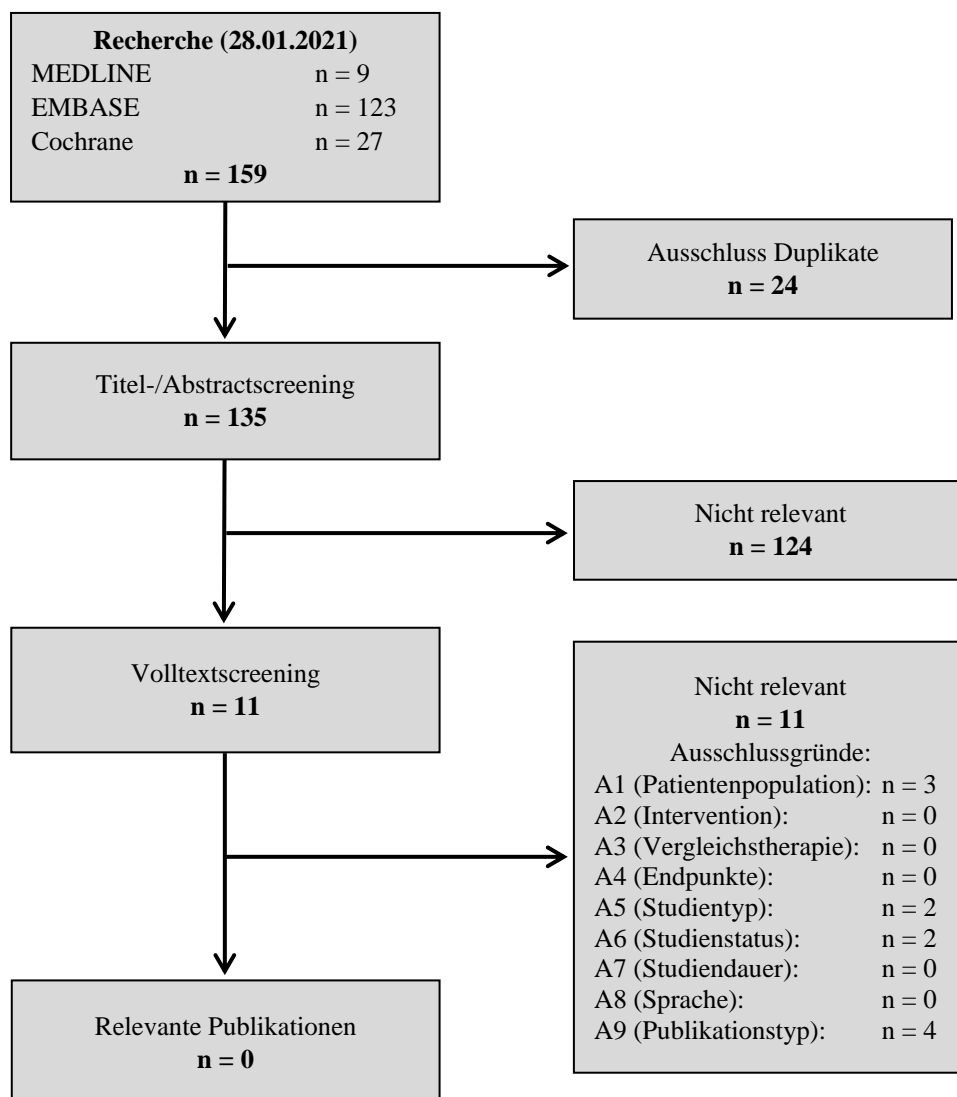 Recherche (28.01.2021)
MEDLINE n = 9
EMBASE n = 123
Cochrane n = 27
n = 159
Ausschluss Duplikate
n = 24
Titel-/Abstractscreening
n = 135
Nicht relevant
n = 124
Volltextscreening
n = 11
Nicht relevant
n = 11
Ausschlussgründe:
A1 (Patientenpopulation): n = 3
A2 (Intervention): n = 0
A3 (Vergleichstherapie): n = 0
A4 (Endpunkte): n = 0
A5 (Studientyp): n = 2
A6 (Studienstatus): n = 2
A7 (Studiendauer): n = 0
A8 (Sprache): n = 0
A9 (Publikationstyp): n = 4
Relevante Publikationen
n = 0